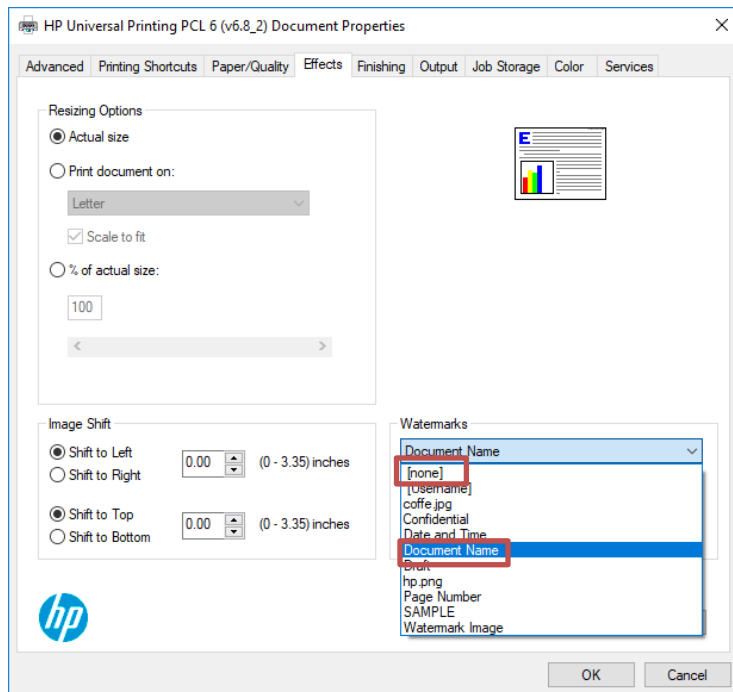 HP Universal Printing PCL 6 (v6.8_2) Document Properties
Advanced Printing Shortcuts Paper/Quality Effects Finishing Output Job Storage Color Services
Resizing Options
Actual size
Print document on:
Letter
Scale to fit
% of actual size:
100
E
Image Shift
Shift to Left
Shift to Right
0.00 (0 - 3.35) inches
Shift to Top
Shift to Bottom
0.00 (0 - 3.35) inches
Watermarks
Document Name
[none]
[Username]
coffe.jpg
Confidential
Date and Time
Document Name
Draft
hp.png
Page Number
SAMPLE
Watermark Image
hp
OK Cancel